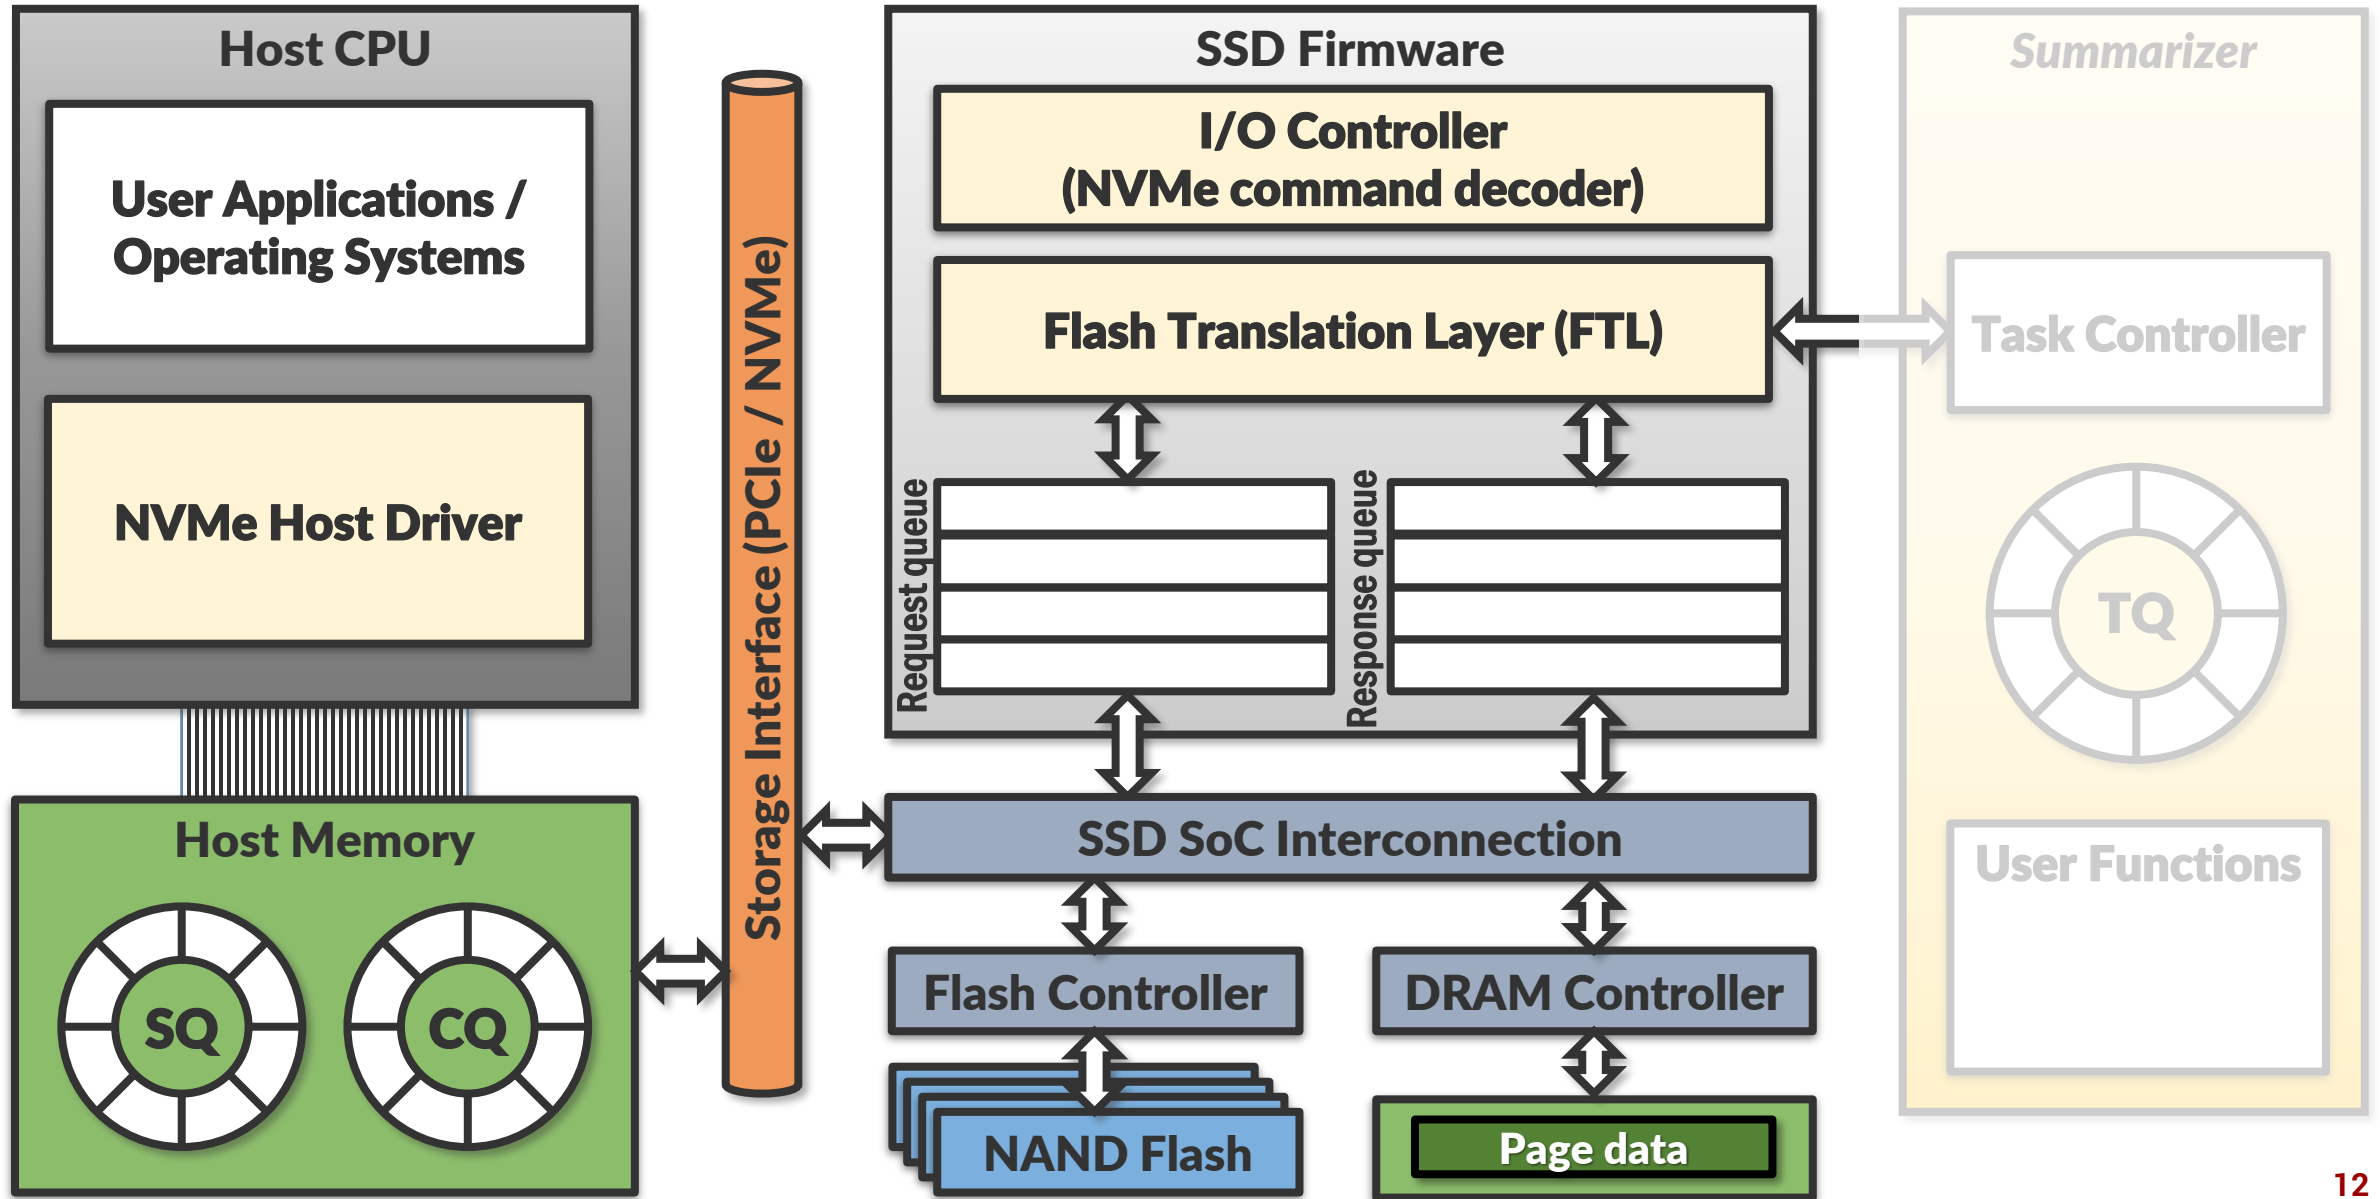 Host CPU
User Applications /
Operating Systems
NVMe Host Driver
Host Memory
SQ
CQ
Storage Interface (PCIe / NVMe)
SSD Firmware
I/O Controller
(NVMe command decoder)
Flash Translation Layer (FTL)
Request queue
Response queue
SSD SoC Interconnection
Flash Controller
DRAM Controller
NAND Flash
Page data
Summarizer
Task Controller
TQ
User Functions
12